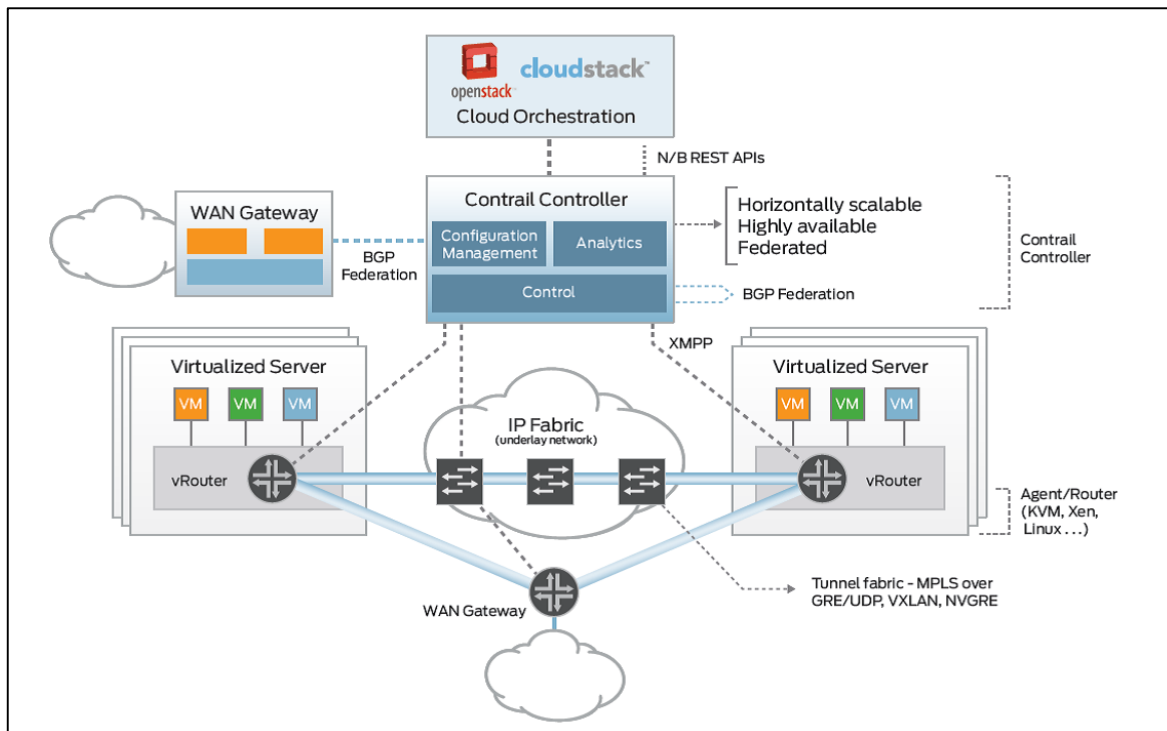 openstack™
cloudstack™
Cloud Orchestration
N/B REST APIs
WAN Gateway
BGP
Federation
Contrail Controller
Configuration
Management
Analytics
Control
Horizontally scalable
Highly available
Federated
Contrail
Controller
BGP Federation
XMPP
Virtualized Server
VM
VM
VM
vRouter
IP Fabric
(underlay network)
Virtualized Server
VM
VM
VM
vRouter
Agent/Router
(KVM, Xen,
Linux . . .)
WAN Gateway
Tunnel fabric - MPLS over
GRE/UDP, VXLAN, NVGRE